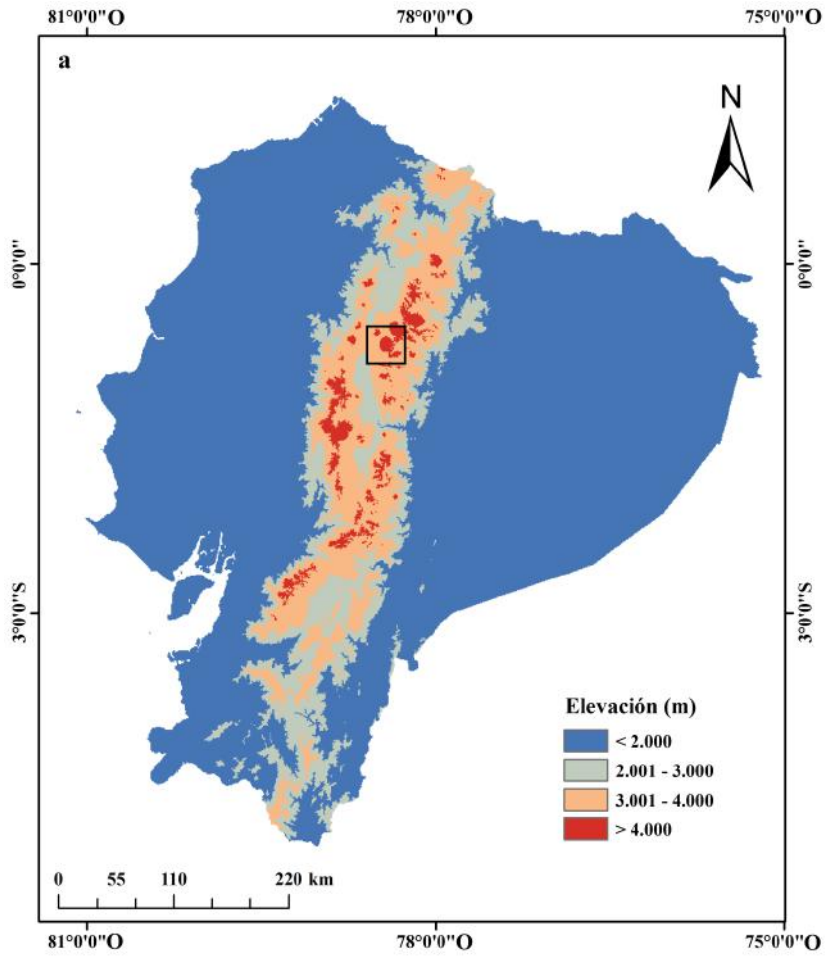 81°0'0"O 78°0'0"O 75°0'0"O
a
N
0°0'0"
0°0'0"
3°0'0"S
3°0'0"S
Elevación (m)
< 2.000
2.001 - 3.000
3.001 - 4.000
> 4.000
0 55 110 220 km
81°0'0"O 78°0'0"O 75°0'0"O